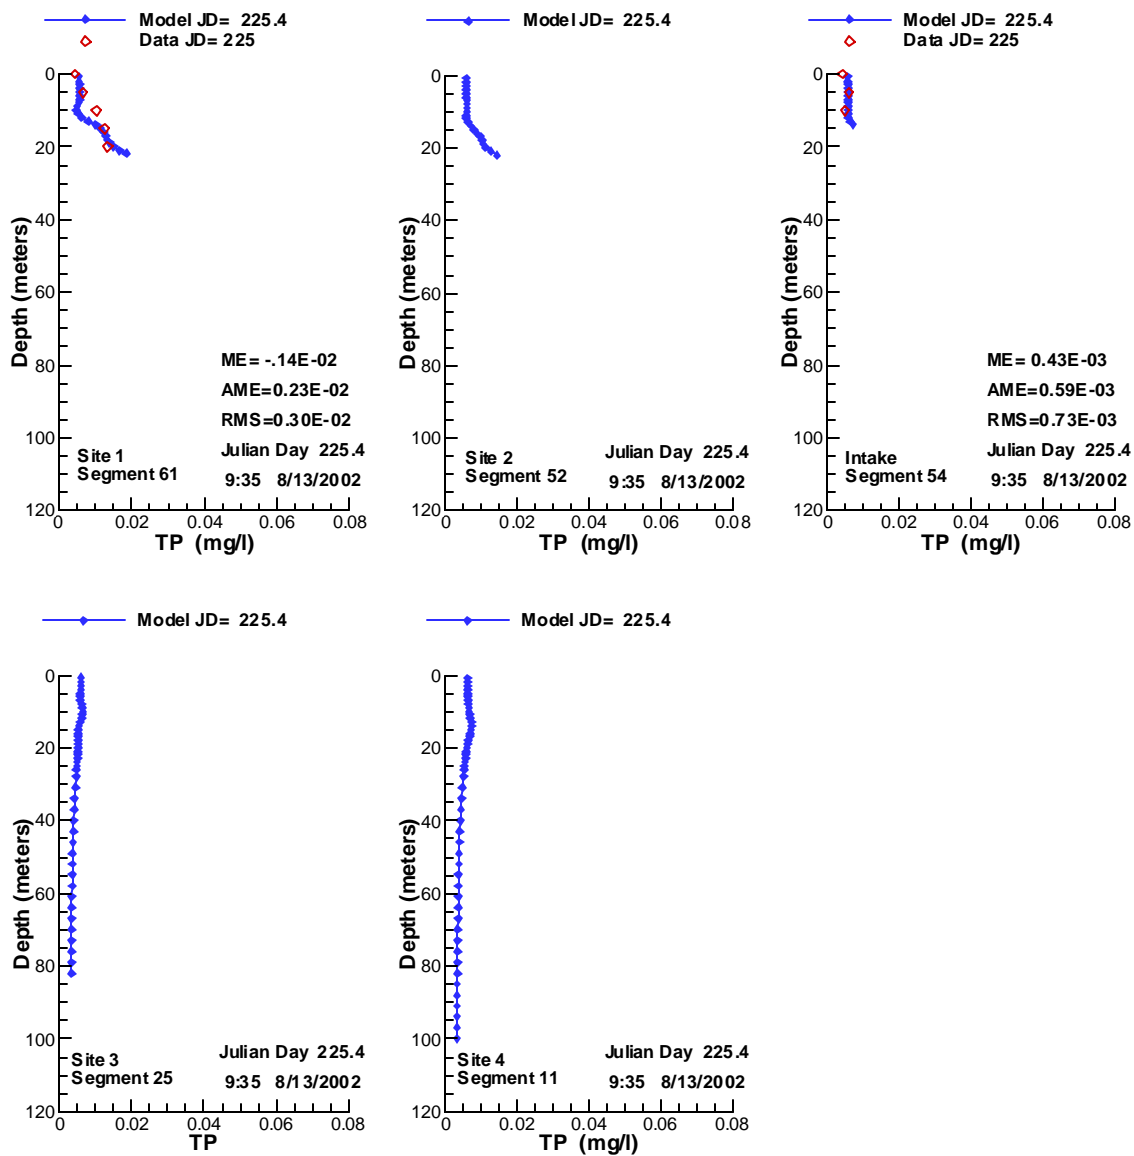 Model JD= 225.4
Data JD= 225
0
20
40
60
80
100
120
Depth (meters)
ME= -.14E-02
AME=0.23E-02
RMS=0.30E-02
Site 1
Segment 61
Julian Day 225.4
9:35 8/13/2002
0 0.02 0.04 0.06 0.08
TP (mg/l)
Model JD= 225.4
0
20
40
60
80
100
120
Depth (meters)
Site 2
Segment 52
Julian Day 225.4
9:35 8/13/2002
0 0.02 0.04 0.06 0.08
TP (mg/l)
Model JD= 225.4
Data JD= 225
0
20
40
60
80
100
120
Depth (meters)
ME= 0.43E-03
AME=0.59E-03
RMS=0.73E-03
Intake
Segment 54
Julian Day 225.4
9:35 8/13/2002
0 0.02 0.04 0.06 0.08
TP (mg/l)
Model JD= 225.4
0
20
40
60
80
100
120
Depth (meters)
Site 3
Segment 25
Julian Day 225.4
9:35 8/13/2002
0 0.02 0.04 0.06 0.08
TP
Model JD= 225.4
0
20
40
60
80
100
120
Depth (meters)
Site 4
Segment 11
Julian Day 225.4
9:35 8/13/2002
0 0.02 0.04 0.06 0.08
TP (mg/l)